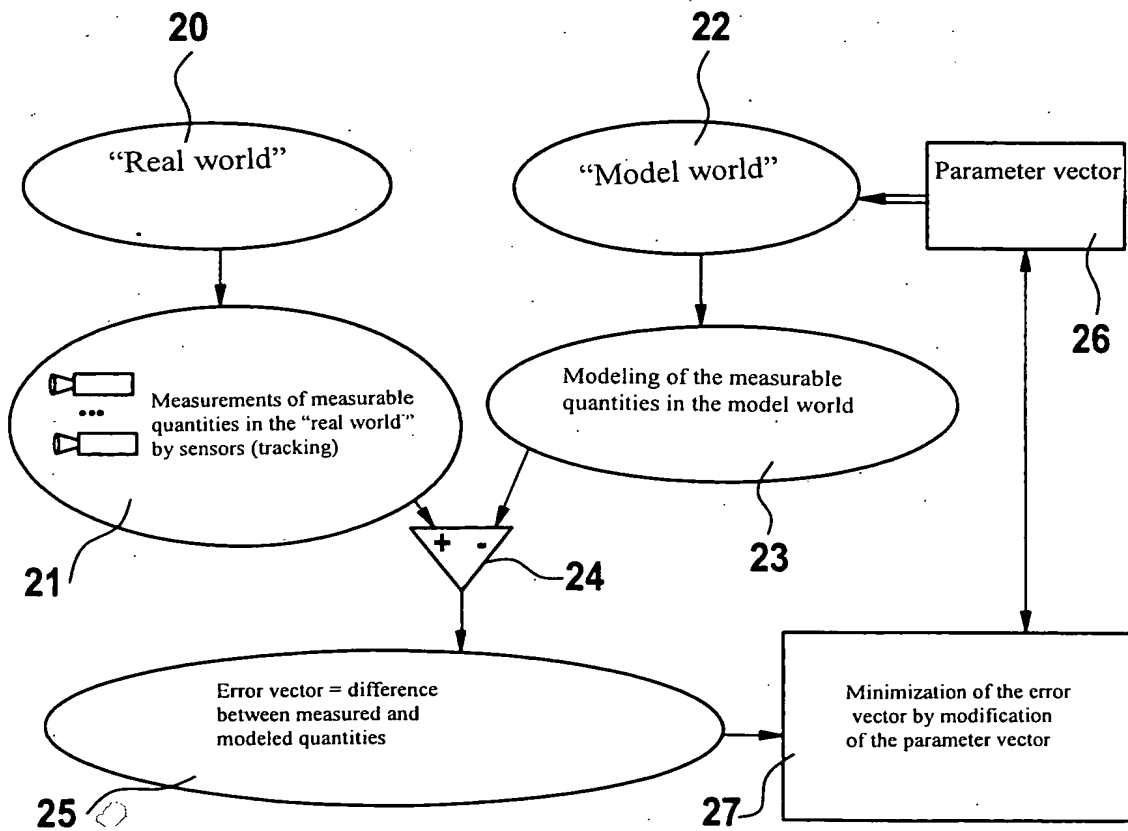 20
22
“Real world”
“Model world”
Parameter vector
26
Measurements of measurable
quantities in the “real world”
by sensors (tracking)
Modeling of the measurable
quantities in the model world
21
+ -
24
23
Error vector = difference
between measured and
modeled quantities
Minimization of the error
vector by modification
of the parameter vector
25
27